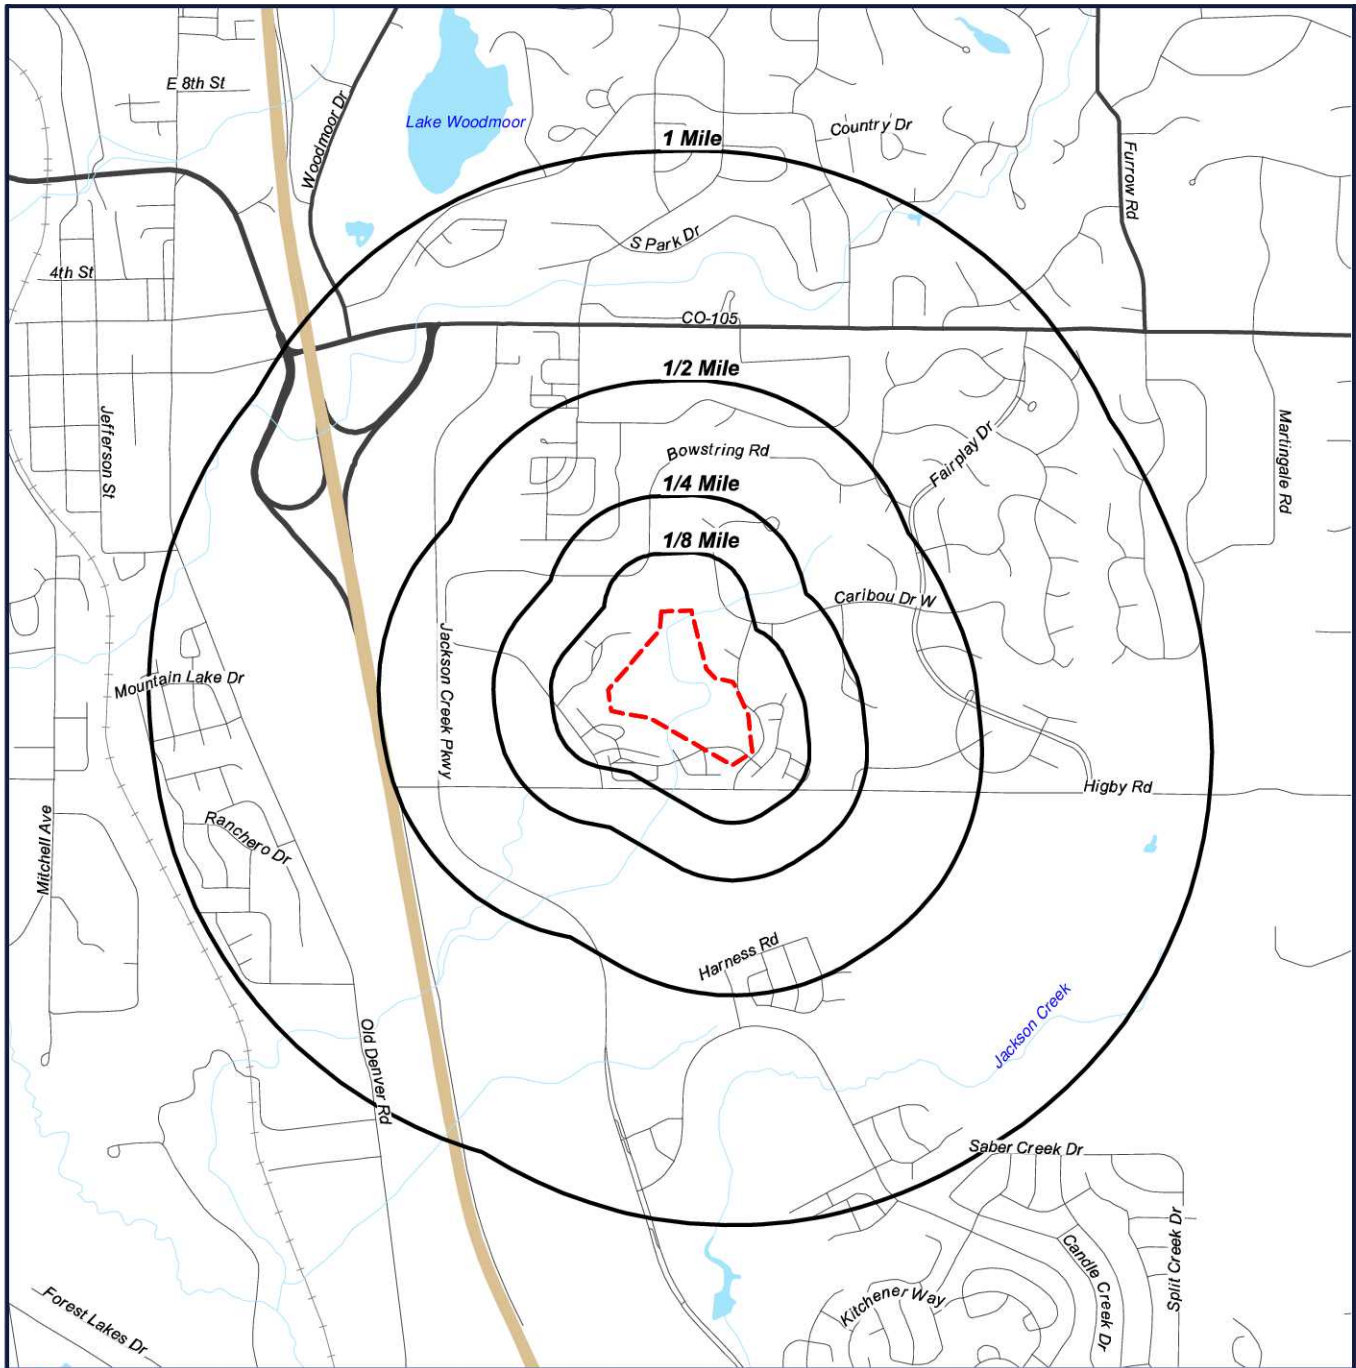 E 8th St
Woodmoor Dr
Lake Woodmoor
1 Mile
Country Dr
Furrow Rd
S Park Dr
4th St
CO-105
1/2 Mile
Jefferson St
Bowstring Rd
Fairplay Dr
Martingale Rd
1/4 Mile
1/8 Mile
Caribou Dr W
Jackson Creek Pkwy
Mountain Lake Dr
Higby Rd
Mitchell Ave
Ranchero Dr
Harness Rd
Jackson Creek
Old Denver Rd
Saber Creek Dr
Split Creek Dr
Candle Creek Dr
Kitchener Way
Forest Lakes Dr